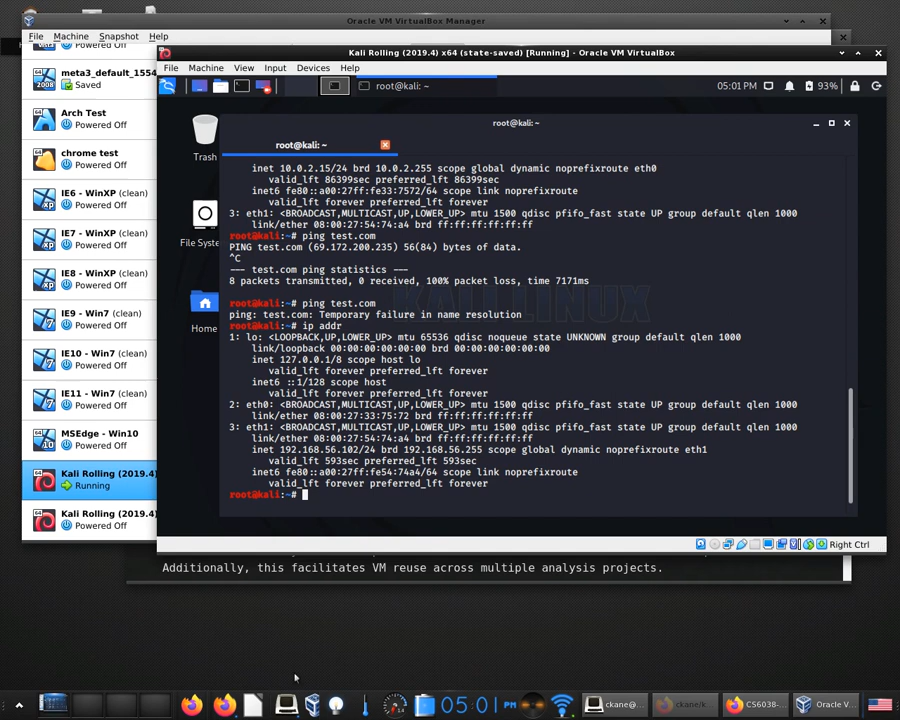 Oracle VM VirtualBox Manager
File Machine Snapshot Help
Powered Off
meta3_default_1554
Saved
Arch Test
Powered Off
chrome test
Powered Off
IE6 - WinXP (clean)
Powered Off
IE7 - WinXP (clean)
Powered Off
IE8 - WinXP (clean)
Powered Off
IE9 - Win7 (clean)
Powered Off
IE10 - Win7 (clean)
Powered Off
IE11 - Win7 (clean)
Powered Off
MSEdge - Win10
Powered Off
Kali Rolling (2019.4)
Running
Kali Rolling (2019.4)
Powered Off
Kali Rolling (2019.4) x64 (state-saved) [Running] - Oracle VM VirtualBox
File Machine View Input Devices Help
root@kali: ~
05:01 PM 93%
Trash
File Syste
Home
root@kali:~
root@kali: ~
inet 10.0.2.15/24 brd 10.0.2.255 scope global dynamic noprefixroute eth0
valid_lft 86399sec preferred_lft 86399sec
inet6 fe80::a00:27ff:fe33:7572/64 scope link noprefixroute
valid_lft forever preferred_lft forever
3: eth1: <BROADCAST,MULTICAST,UP,LOWER_UP> mtu 1500 qdisc pfifo_fast state UP group default qlen 1000
link/ether 08:00:27:54:74:a4 brd ff:ff:ff:ff:ff:ff
root@kali:~# ping test.com
PING test.com (69.172.200.235) 56(84) bytes of data.
^C
--- test.com ping statistics ---
8 packets transmitted, 0 received, 100% packet loss, time 7171ms
KALI LINUX
root@kali:~# ping test.com
ping: test.com: Temporary failure in name resolution
root@kali:~# ip addr
1: lo: <LOOPBACK,UP,LOWER_UP> mtu 65536 qdisc noqueue state UNKNOWN group default qlen 1000
link/loopback 00:00:00:00:00:00 brd 00:00:00:00:00:00
inet 127.0.0.1/8 scope host lo
valid_lft forever preferred_lft forever
inet6 ::1/128 scope host
valid_lft forever preferred_lft forever
2: eth0: <BROADCAST,MULTICAST,UP,LOWER_UP> mtu 1500 qdisc pfifo_fast state UP group default qlen 1000
link/ether 08:00:27:33:75:72 brd ff:ff:ff:ff:ff:ff
3: eth1: <BROADCAST,MULTICAST,UP,LOWER_UP> mtu 1500 qdisc pfifo_fast state UP group default qlen 1000
link/ether 08:00:27:54:74:a4 brd ff:ff:ff:ff:ff:ff
inet 192.168.56.102/24 brd 192.168.56.255 scope global dynamic noprefixroute eth1
valid_lft 593sec preferred_lft 593sec
inet6 fe80::a00:27ff:fe54:74a4/64 scope link noprefixroute
valid_lft forever preferred_lft forever
root@kali:~#
Right Ctrl
Additionally, this facilitates VM reuse across multiple analysis projects.
05:01 PM
ckane@... ckane/k... CS6038-... Oracle V...